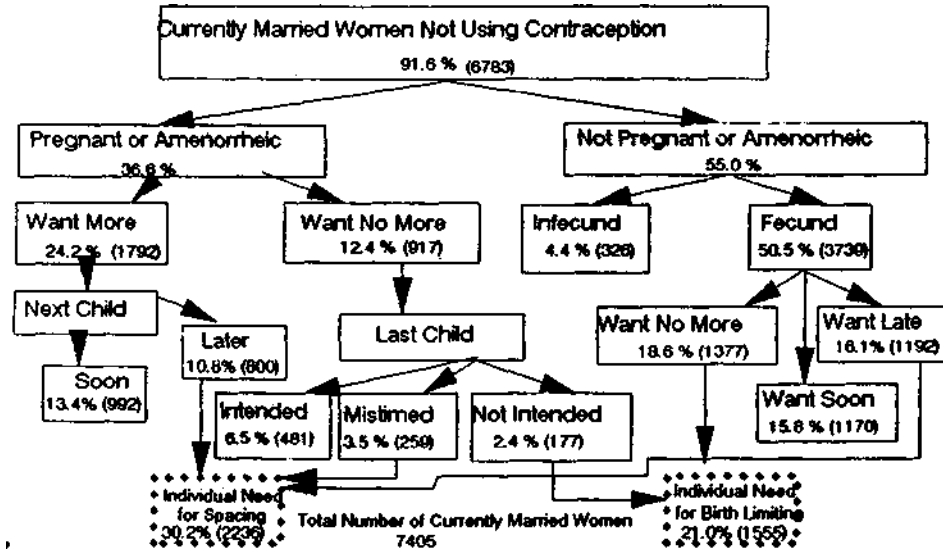 Currently Married Women Not Using Contraception
91.6 % (6783)
Pregnant or Amenorrheic
36.6 %
Not Pregnant or Amenorrheic
55.0 %
Want More
24.2 % (1792)
Want No More
12.4 % (917)
Infecund
4.4 % (326)
Fecund
50.5 % (3739)
Next Child
Later
10.8% (800)
Last Child
Want No More
18.6 % (1377)
Want Late
16.1% (1192)
Soon
13.4% (992)
Intended
6.5 % (481)
Mistimed
3.5 % (259)
Not Intended
2.4 % (177)
Want Soon
15.8 % (1170)
Individual Need
for Spacing
30.2% (2236)
Total Number of Currently Married Women
7405
Individual Need
for Birth Limiting
21.0% (1555)